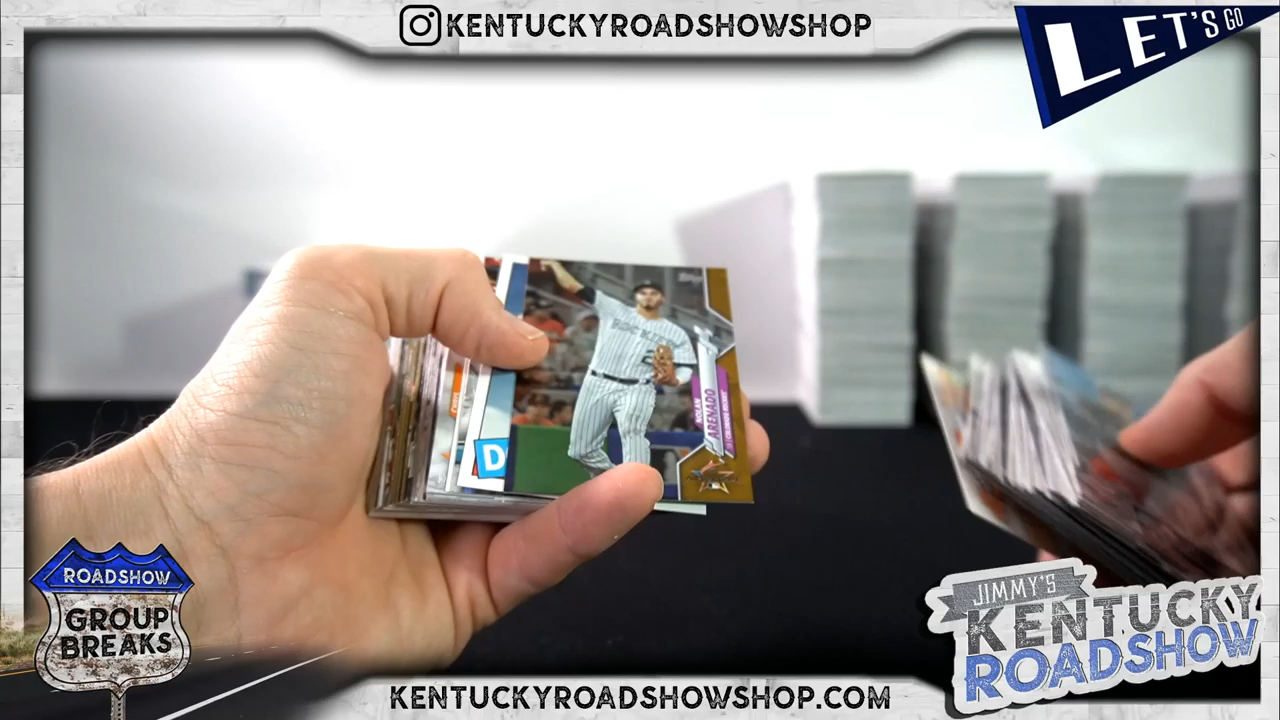 KENTUCKYROADSHOWSHOP
LET'S GO
NOLAN
ARENADO
D
ROADSHOW
GROUP
BREAKS
JIMMY'S
KENTUCKY
ROADSHOW
KENTUCKYROADSHOWSHOP.COM